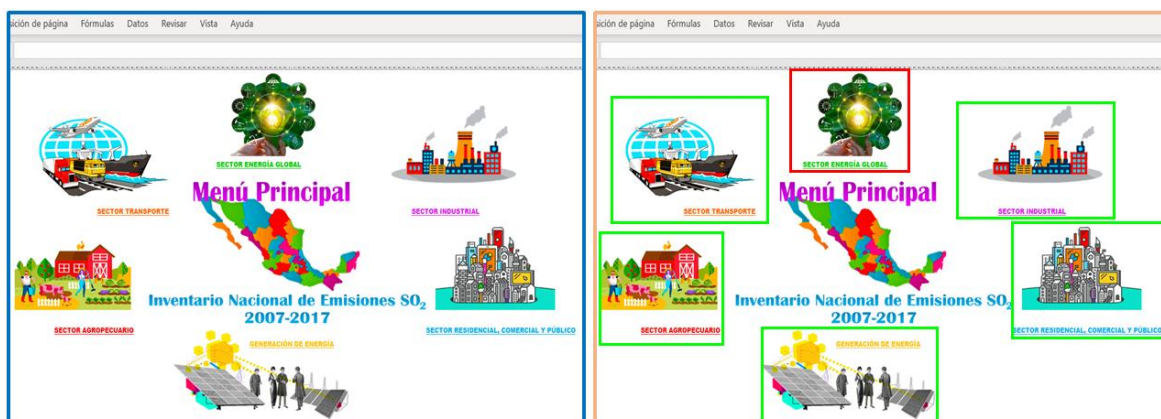 sición de página Fórmulas Datos Revisar Vista Ayuda
SECTOR ENERGÍA GLOBAL
Menú Principal
SECTOR TRANSPORTE
SECTOR INDUSTRIAL
Inventario Nacional de Emisiones SO₂
2007-2017
SECTOR AGROPECUARIO
SECTOR RESIDENCIAL, COMERCIAL Y PÚBLICO
GENERACIÓN DE ENERGÍA
sición de página Fórmulas Datos Revisar Vista Ayuda
SECTOR ENERGÍA GLOBAL
Menú Principal
SECTOR TRANSPORTE
SECTOR INDUSTRIAL
Inventario Nacional de Emisiones SO₂
2007-2017
SECTOR AGROPECUARIO
SECTOR RESIDENCIAL, COMERCIAL Y PÚBLICO
GENERACIÓN DE ENERGÍA